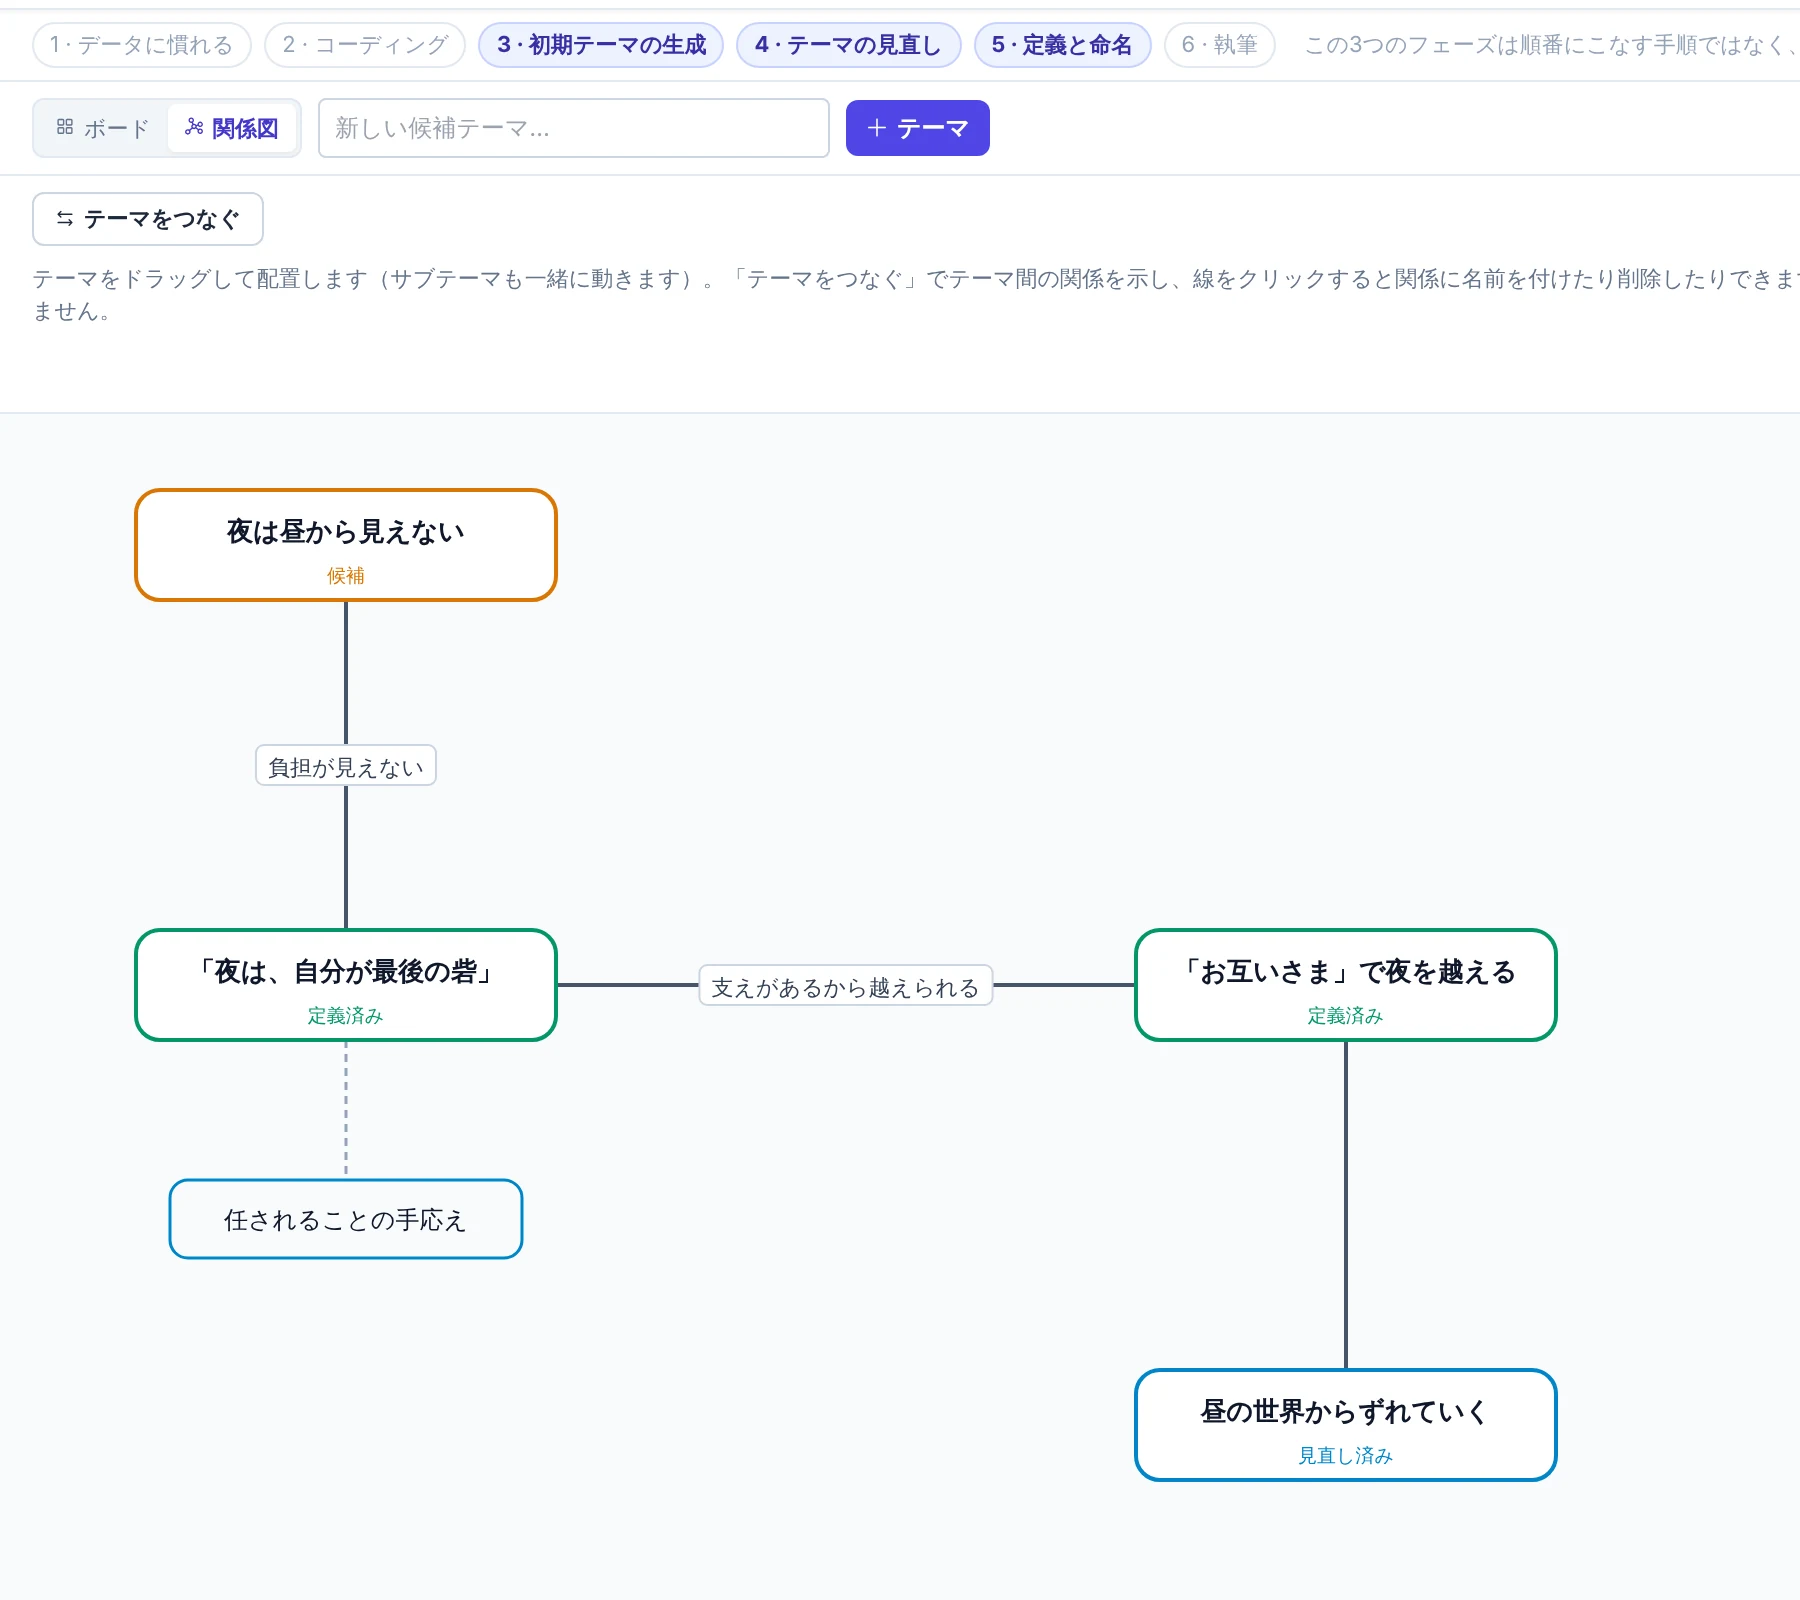 1 · データに慣れる
2 · コーディング
3 · 初期テーマの生成
4 · テーマの見直し
5 · 定義と命名
6 · 執筆
この3つのフェーズは順番にこなす手順ではなく、
ボード
関係図
新しい候補テーマ...
+ テーマ
テーマをつなぐ
テーマをドラッグして配置します（サブテーマも一緒に動きます）。「テーマをつなぐ」でテーマ間の関係を示し、線をクリックすると関係に名前を付けたり削除したりできま
ません。
夜は昼から見えない
候補
負担が見えない
「夜は、自分が最後の砦」
定義済み
支えがあるから越えられる
「お互いさま」で夜を越える
定義済み
任されることの手応え
昼の世界からずれていく
見直し済み